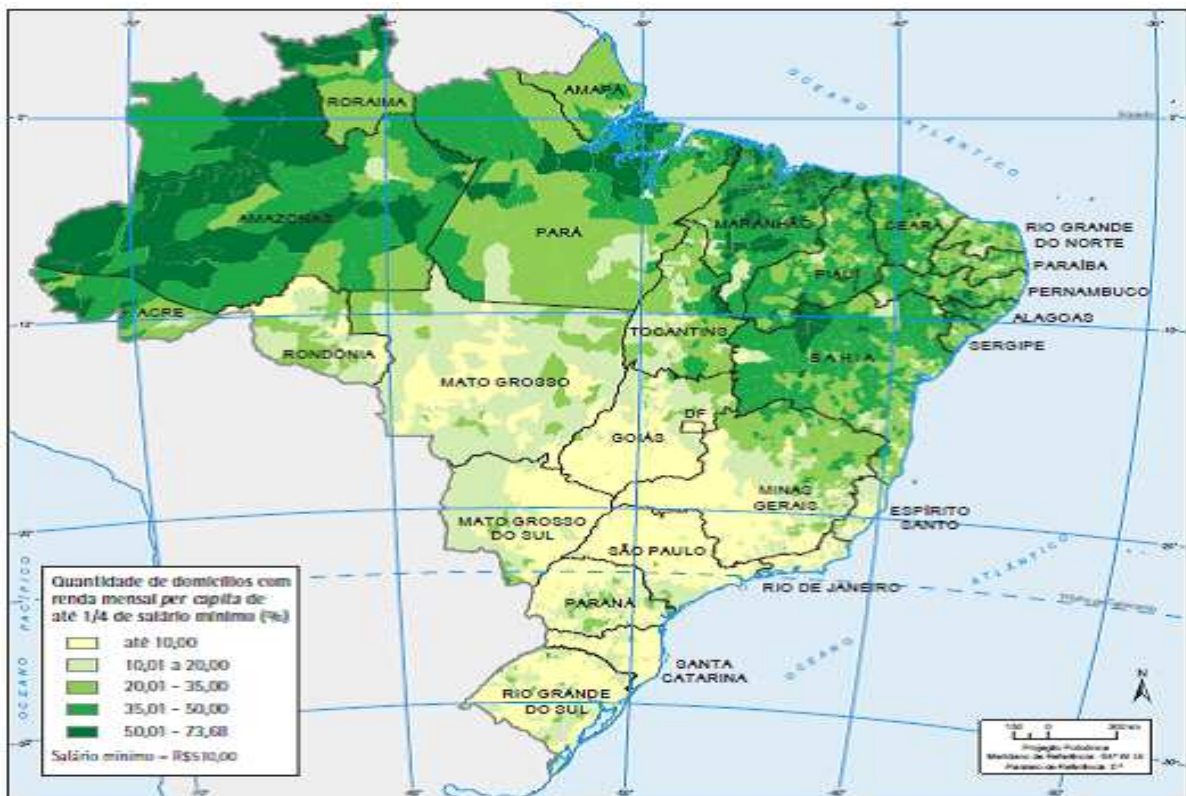 OCEANO
ATLÂNTICO
RORAIMA
AMAPÁ
AMAZONAS
PARÁ
MARANHÃO
CEARÁ
RIO GRANDE
DO NORTE
PARAÍBA
PIAUÍ
PERNAMBUCO
ACRE
ALAGOAS
TOCANTINS
SERGIPE
RONDÔNIA
BAHIA
MATO GROSSO
DF
GOIÁS
MINAS
GERAIS
ESPÍRITO
SANTO
MATO GROSSO
DO SUL
SÃO PAULO
RIO DE JANEIRO
PARANÁ
SANTA
CATARINA
RIO GRANDE
DO SUL
OCEANO PACÍFICO
OCEANO
ATLÂNTICO
Quantidade de domicílios com
renda mensal per capita de
até 1/4 de salário mínimo (%)
até 10,00
10,01 a 20,00
20,01 - 35,00
35,01 - 50,00
50,01 - 73,68
Salário mínimo - R$510,00
N
Projeção Policônica